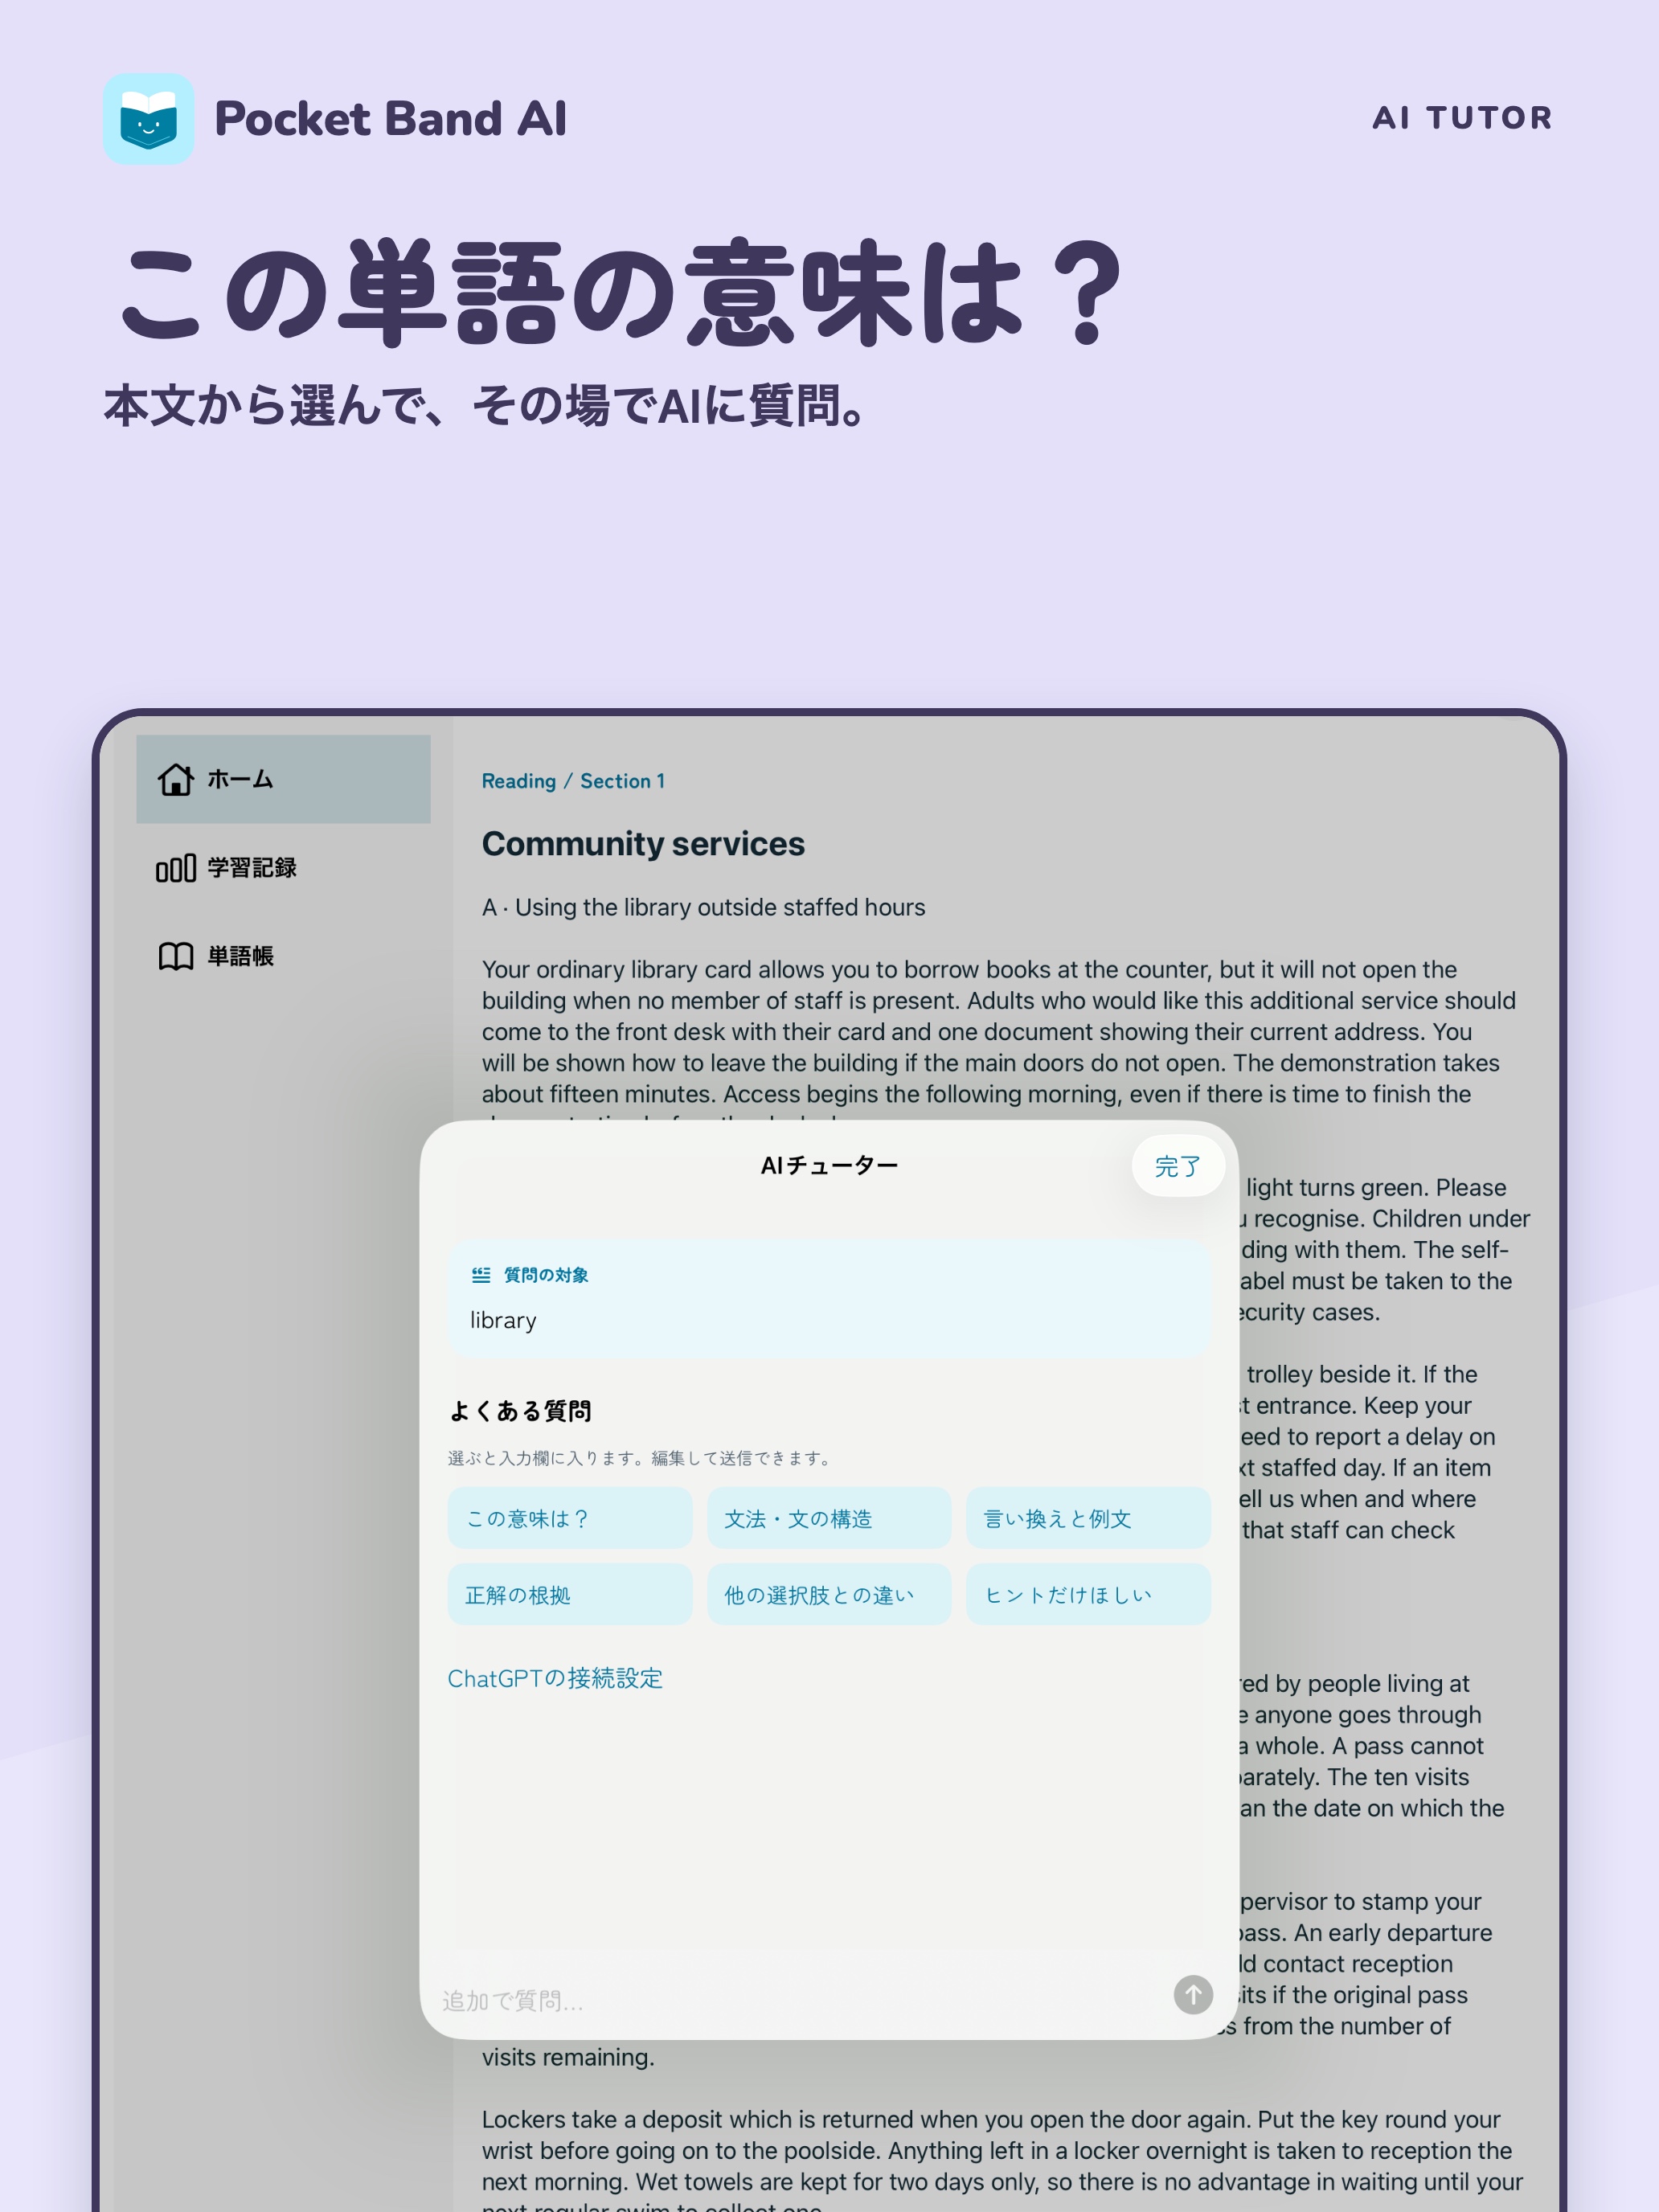 Pocket Band AI
AI TUTOR
この単語の意味は？
本文から選んで、その場でAIに質問。
ホーム
学習記録
単語帳
Reading / Section 1
Community services
A · Using the library outside staffed hours
Your ordinary library card allows you to borrow books at the counter, but it will not open the
building when no member of staff is present. Adults who would like this additional service should
come to the front desk with their card and one document showing their current address. You
will be shown how to leave the building if the main doors do not open. The demonstration takes
about fifteen minutes. Access begins the following morning, even if there is time to finish the
AIチューター
完了
質問の対象
library
よくある質問
選ぶと入力欄に入ります。編集して送信できます。
この意味は？
文法・文の構造
言い換えと例文
正解の根拠
他の選択肢との違い
ヒントだけほしい
ChatGPTの接続設定
追加で質問...
light turns green. Please
recognise. Children under
with them. The self-
must be taken to the
cases.
trolley beside it. If the
entrance. Keep your
to report a delay on
staffed day. If an item
us when and where
that staff can check
by people living at
anyone goes through
a whole. A pass cannot
The ten visits
the date on which the
to stamp your
An early departure
contact reception
if the original pass
from the number of
visits remaining.
Lockers take a deposit which is returned when you open the door again. Put the key round your
wrist before going on to the poolside. Anything left in a locker overnight is taken to reception the
next morning. Wet towels are kept for two days only, so there is no advantage in waiting until your
next regular swim to collect one.